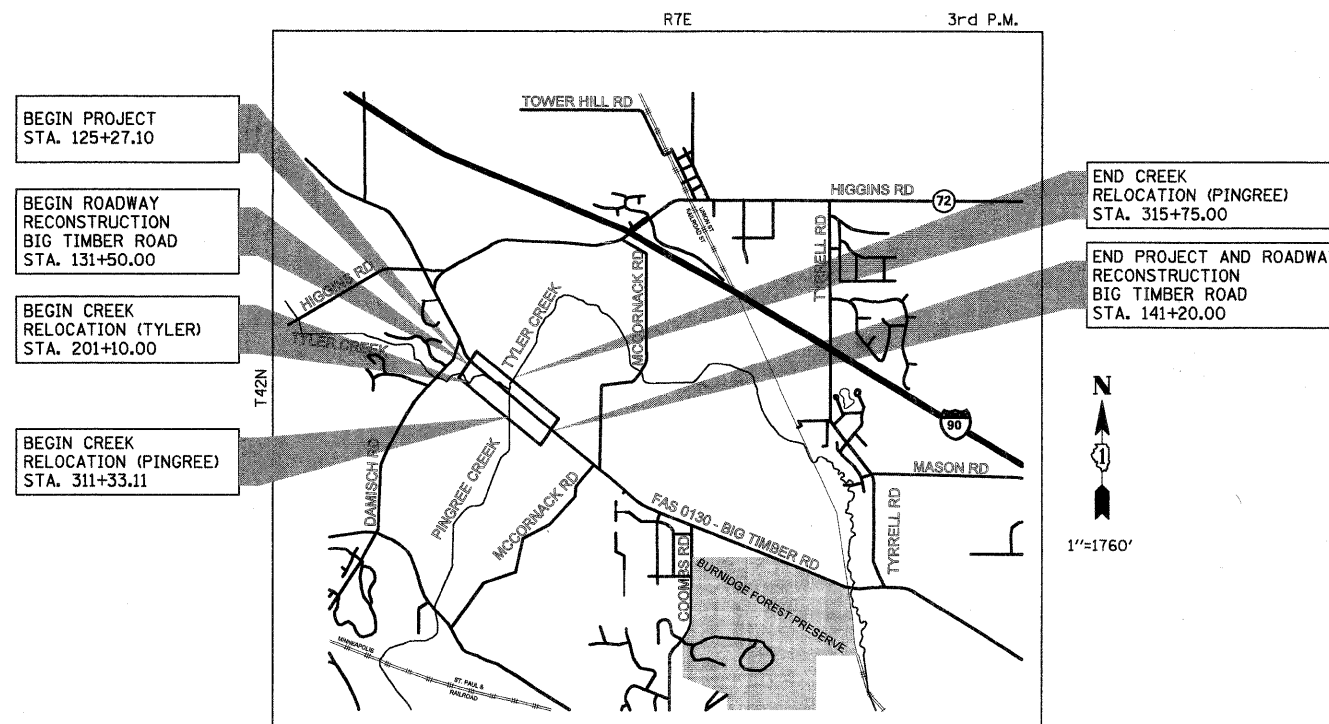 R7E
3rd P.M.
BEGIN PROJECT
STA. 125+27.10
BEGIN ROADWAY
RECONSTRUCTION
BIG TIMBER ROAD
STA. 131+50.00
BEGIN CREEK
RELOCATION (TYLER)
STA. 201+10.00
BEGIN CREEK
RELOCATION (PINGREE)
STA. 311+33.11
T42N
TOWER HILL RD
HIGGINS RD
72
UNION ST
RAILROAD ST
TYRRELL RD
MCCORNACK RD
HIGGINS RD
TYLER CREEK
TYLER CREEK
DAMISCH RD
PINGREE CREEK
MCCORNACK RD
FAS 0130 - BIG TIMBER RD
COOMBS RD
BURNIDGE FOREST PRESERVE
90
MASON RD
TYRRELL RD
MINNEAPOLIS
ST. PAUL &
RAILROAD
END CREEK
RELOCATION (PINGREE)
STA. 315+75.00
END PROJECT AND ROADWA
RECONSTRUCTION
BIG TIMBER ROAD
STA. 141+20.00
N
1
1"=1760'